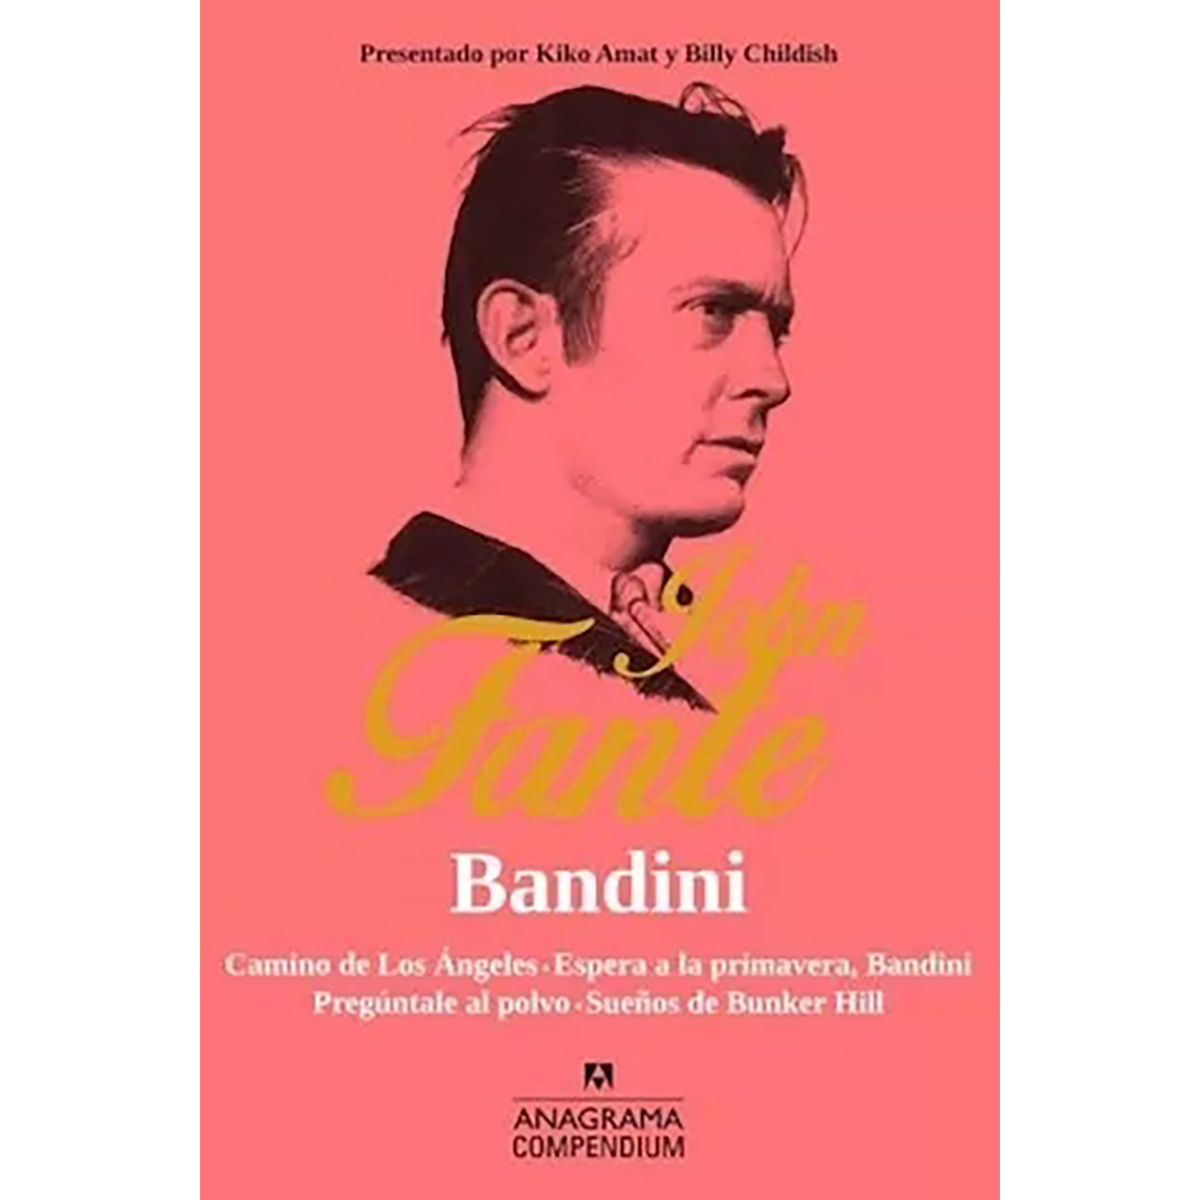 Presentado por Kiko Amat y Billy Childish
John
Fante
Bandini
Camino de Los Ángeles · Espera a la primavera, Bandini
Pregúntale al polvo · Sueños de Bunker Hill
ANAGRAMA
COMPENDIUM